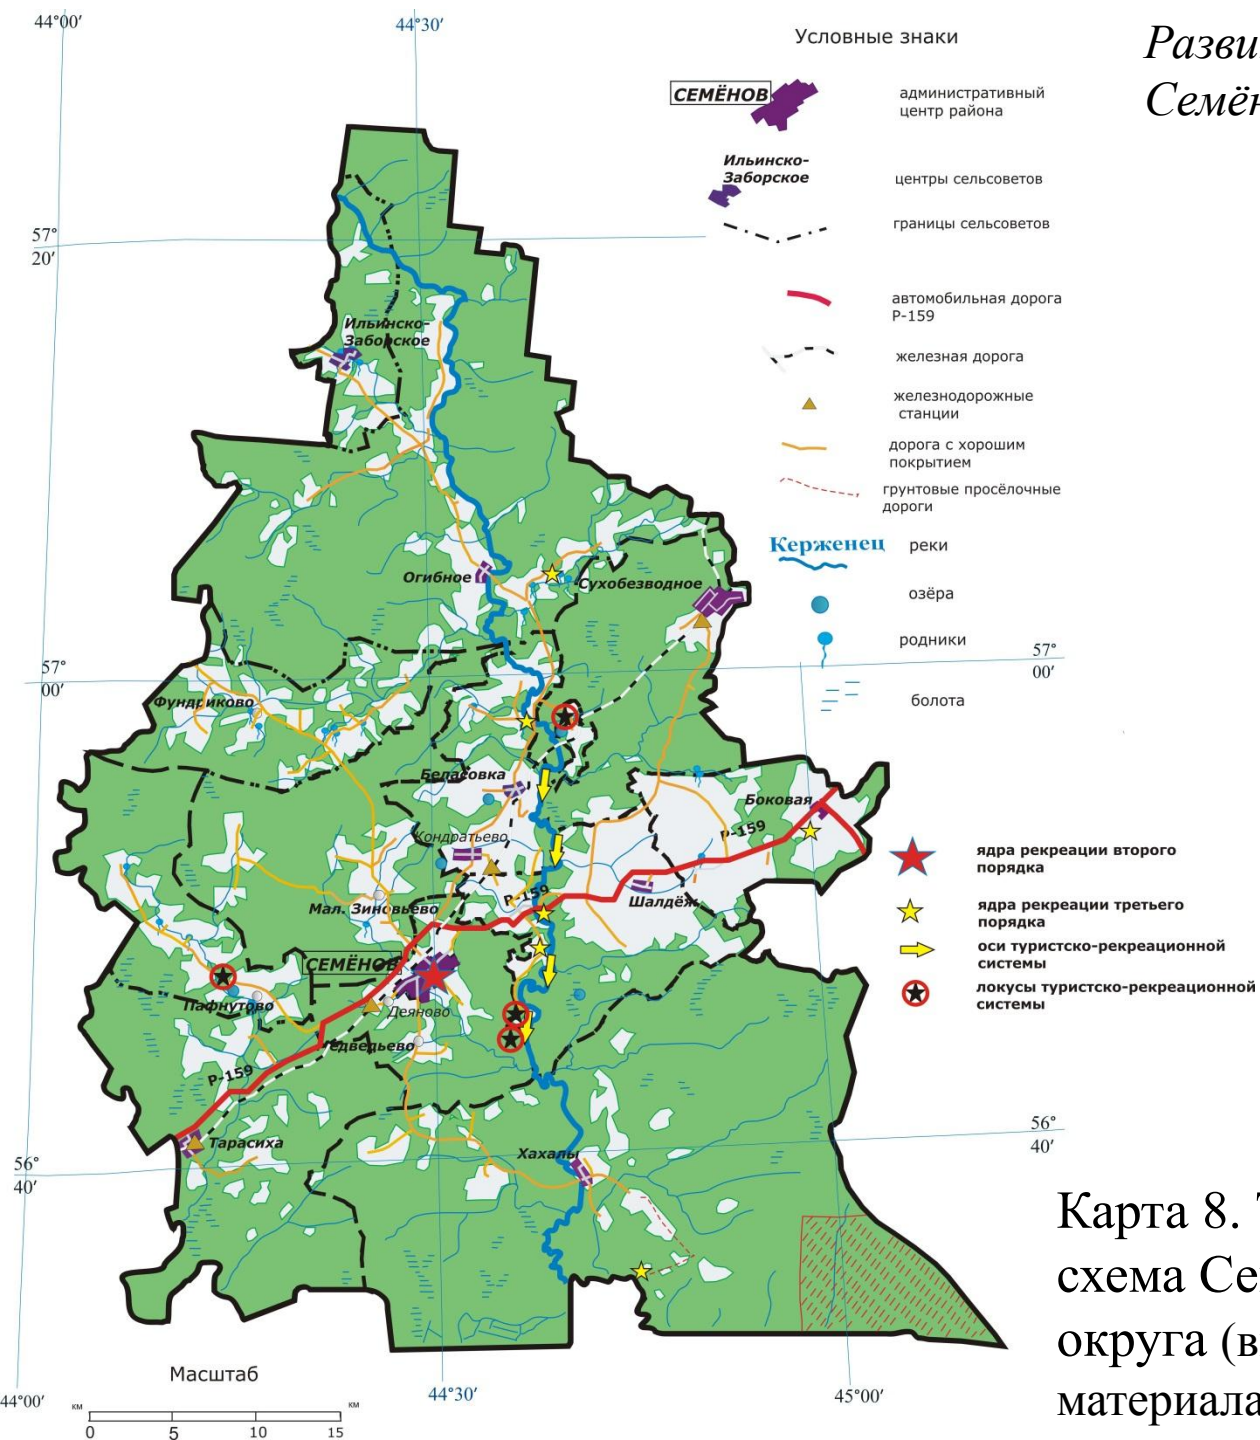 44°00′
44°30′
Условные знаки
Семён
СЕМЁНОВ
административный
центр района
Ильинско-
Заборское
центры сельсоветов
границы сельсоветов
57°
20′
автомобильная дорога
Р-159
Ильинско-
Заборское
железная дорога
железнодорожные
станции
дорога с хорошим
покрытием
грунтовые просёлочные
дороги
Керженец
реки
Огибное
Сухобезводное
озёра
родники
57°
00′
57°
00′
Фундриково
болота
Беласовка
Боковая
Р-159
Кондратьево
ядра рекреации второго
порядка
Р-159
Шалдёж
Мал. Зиновьево
ядра рекреации третьего
порядка
оси туристско-рекреационной
системы
СЕМЁНОВ
локусы туристско-рекреационной
системы
Пафнутово
Деяново
едведьево
Р-159
Тарасиха
Хахалы
56°
40′
56°
40′
Карта 8.
схема Се
округа (в
материала
Масштаб
44°00′
44°30′
45°00′
км
км
0
5
10
15